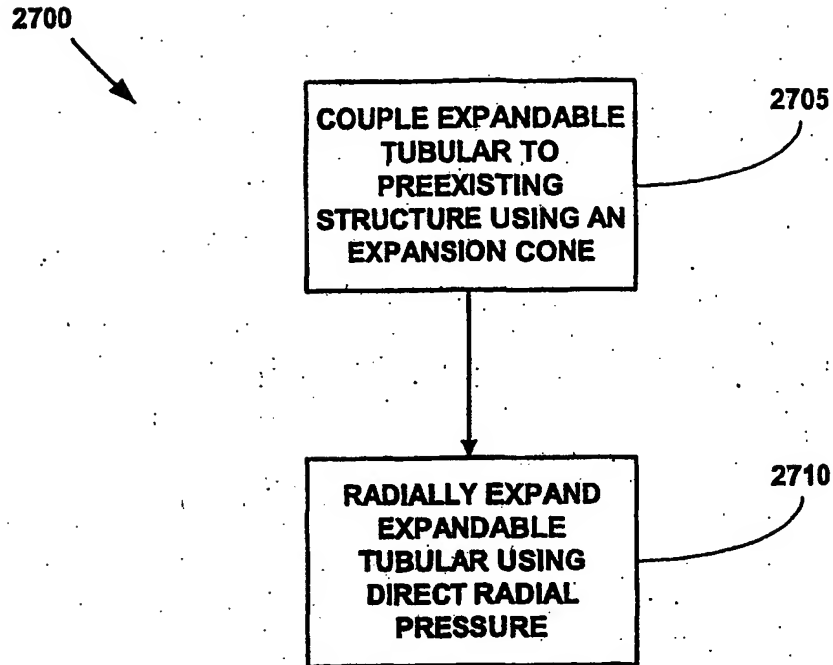 2700
COUPLE EXPANDABLE
TUBULAR TO
PREEXISTING
STRUCTURE USING AN
EXPANSION CONE
2705
RADIALLY EXPAND
EXPANDABLE
TUBULAR USING
DIRECT RADIAL
PRESSURE
2710